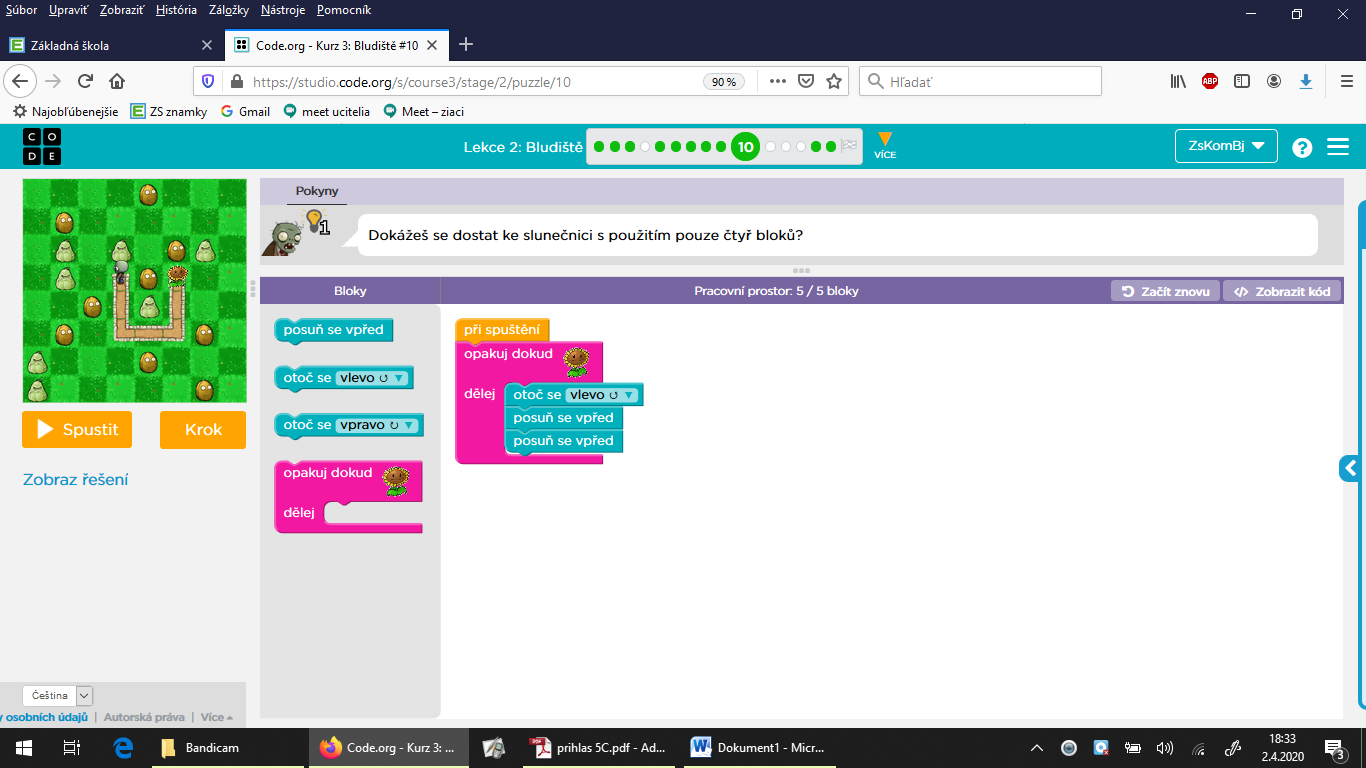 Súbor Upraviť Zobraziť História Záložky Nástroje Pomocník
Základná škola
Code.org - Kurz 3: Bludiště #10
https://studio.code.org/s/course3/stage/2/puzzle/10
90 %
Hľadať
ABP
Najobľúbenejšie
ZS znamky
Gmail
meet ucitelia
Meet – ziaci
CODE
Lekce 2: Bludiště
10
VÍCE
ZsKomBj
?
Pokyny
1
Dokážeš se dostat ke slunečnici s použitím pouze čtyř bloků?
Bloky
Pracovní prostor: 5 / 5 bloky
Začít znovu
Zobrazit kód
posuň se vpřed
otoč se vlevo ↺ ▼
otoč se vpravo ↻ ▼
opakuj dokud
dělej
při spuštění
opakuj dokud
dělej
otoč se vlevo ↺ ▼
posuň se vpřed
posuň se vpřed
Spustit
Krok
Zobraz řešení
Čeština
y osobních údajů | Autorská práva | Více
Bandicam
Code.org - Kurz 3: ...
prihlas 5C.pdf - Ad...
Dokument1 - Micr...
18:33
2.4.2020
3